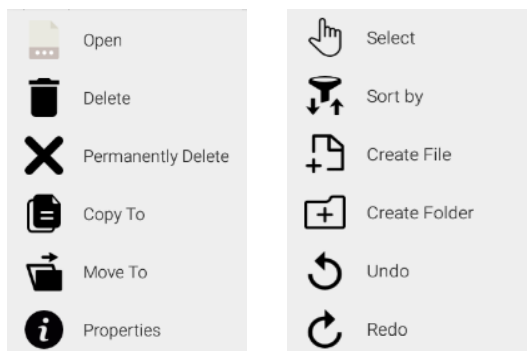 Open
Delete
Permanently Delete
Copy To
Move To
Properties
Select
Sort by
Create File
Create Folder
Undo
Redo